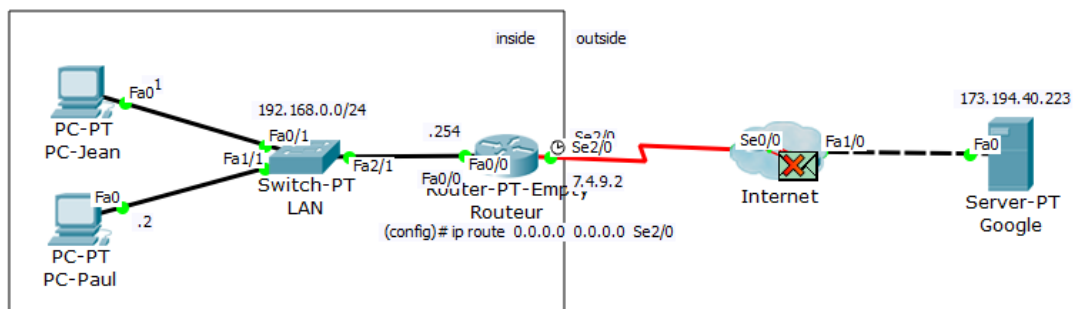 inside
outside
Fa0
1
PC-PT
PC-Jean
192.168.0.0/24
Fa0/1
Fa1/1
Fa2/1
Switch-PT
LAN
Fa0
.2
PC-PT
PC-Paul
.254
Fa0/0
Fa0/0
Se2/0
Se2/0
7.4.9.2
Router-PT-Empty
Routeur
(config)# ip route 0.0.0.0 0.0.0.0 Se2/0
Se0/0
Fa1/0
Internet
173.194.40.223
Fa0
Server-PT
Google